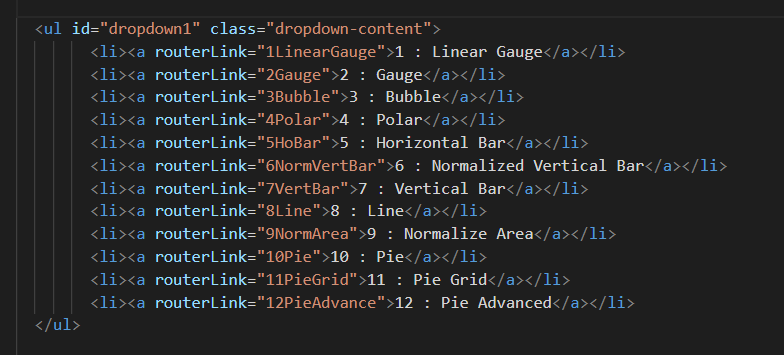 <ul id="dropdown1" class="dropdown-content">
<li><a routerLink="1LinearGauge">1 : Linear Gauge</a></li>
<li><a routerLink="2Gauge">2 : Gauge</a></li>
<li><a routerLink="3Bubble">3 : Bubble</a></li>
<li><a routerLink="4Polar">4 : Polar</a></li>
<li><a routerLink="5HoBar">5 : Horizontal Bar</a></li>
<li><a routerLink="6NormVertBar">6 : Normalized Vertical Bar</a></li>
<li><a routerLink="7VertBar">7 : Vertical Bar</a></li>
<li><a routerLink="8Line">8 : Line</a></li>
<li><a routerLink="9NormArea">9 : Normalize Area</a></li>
<li><a routerLink="10Pie">10 : Pie</a></li>
<li><a routerLink="11PieGrid">11 : Pie Grid</a></li>
<li><a routerLink="12PieAdvance">12 : Pie Advanced</a></li>
</ul>